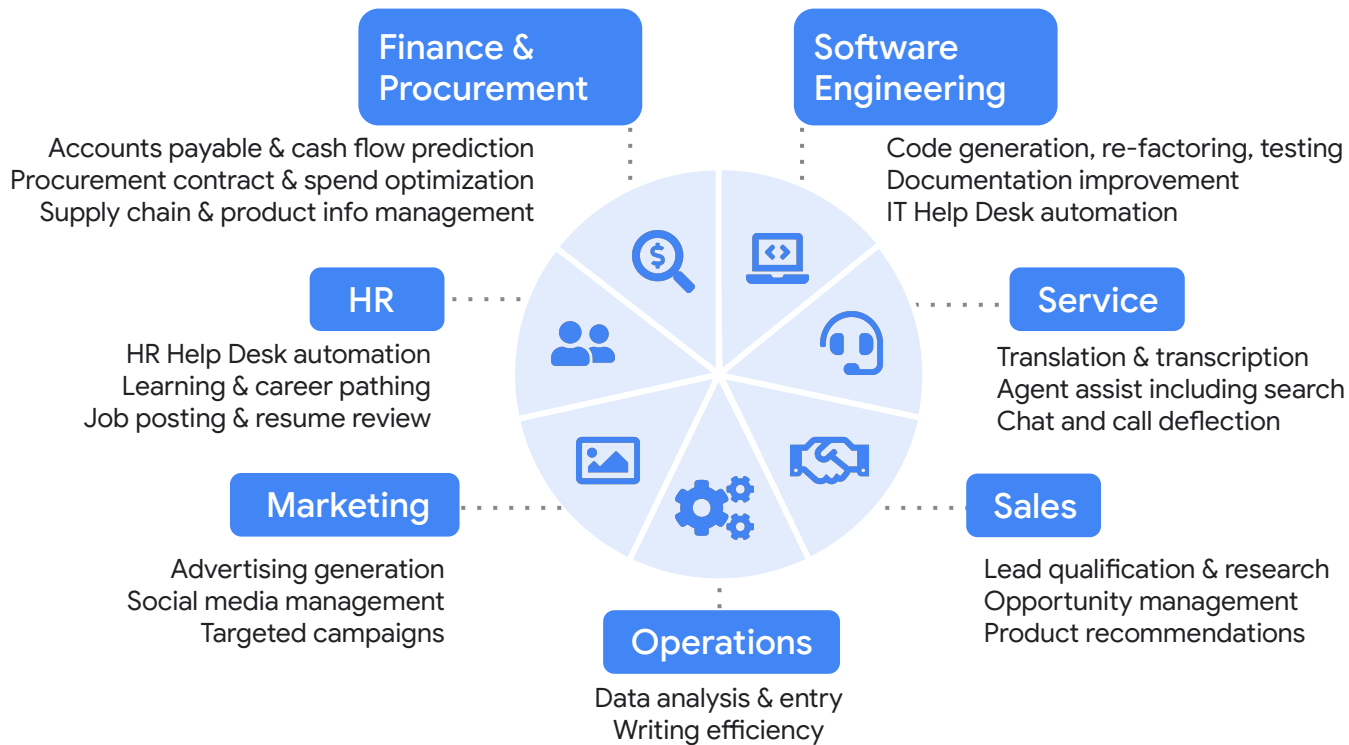 Finance &
Procurement
Accounts payable & cash flow prediction
Procurement contract & spend optimization
Supply chain & product info management
Software
Engineering
Code generation, re-factoring, testing
Documentation improvement
IT Help Desk automation
HR
HR Help Desk automation
Learning & career pathing
Job posting & resume review
Service
Translation & transcription
Agent assist including search
Chat and call deflection
Marketing
Advertising generation
Social media management
Targeted campaigns
Sales
Lead qualification & research
Opportunity management
Product recommendations
Operations
Data analysis & entry
Writing efficiency